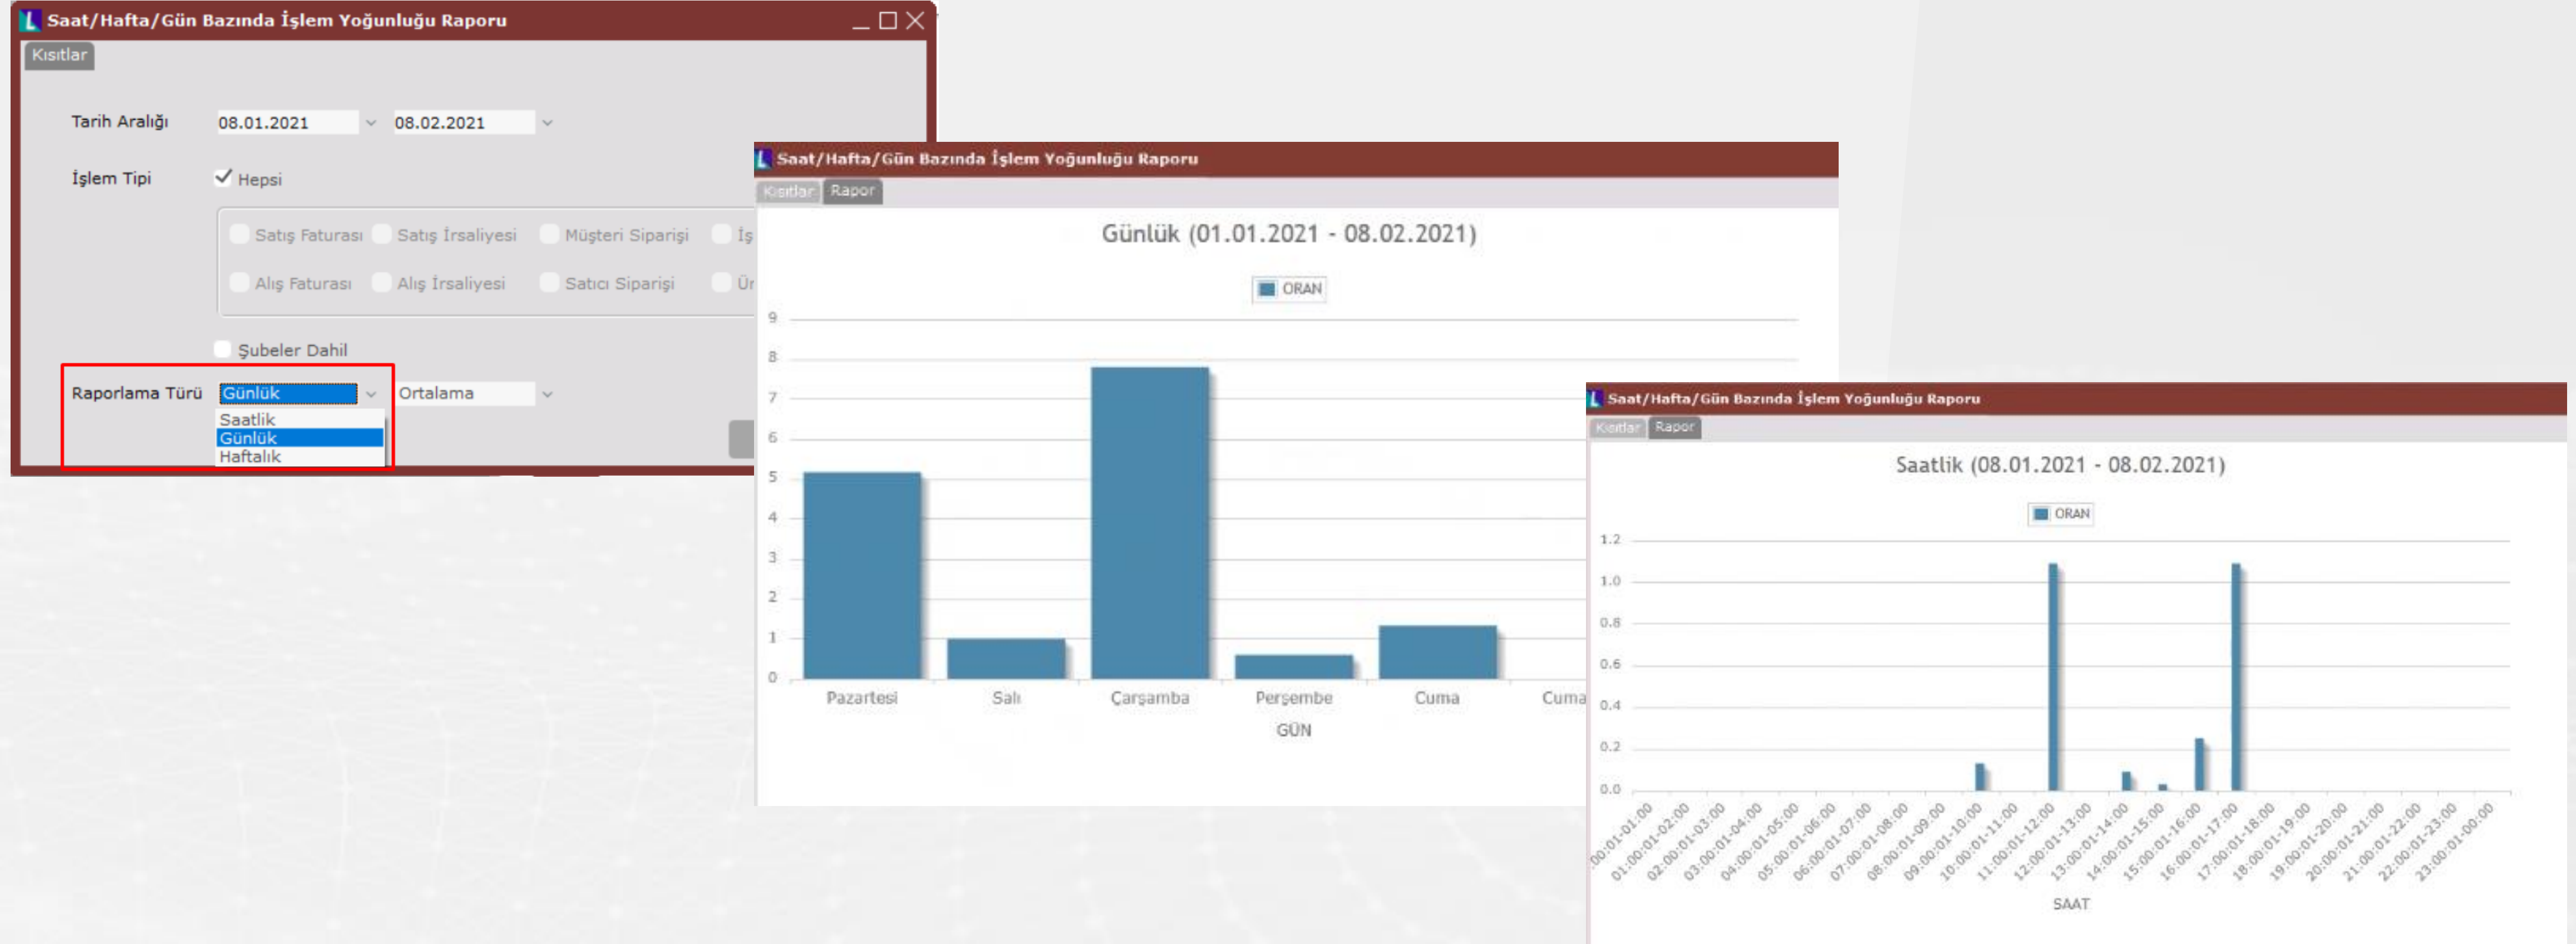 Saat/Hafta/Gün Bazında İşlem Yoğunluğu Raporu
Kısıtlar
Tarih Aralığı 08.01.2021 08.02.2021
İşlem Tipi Hepsi
Satış Faturası Satış İrsaliyesi Müşteri Siparişi İş
Alış Faturası Alış İrsaliyesi Satıcı Siparişi Ür
Şubeler Dahil
Raporlama Türü Günlük Ortalama
Saatlik
Günlük
Haftalık
Saat/Hafta/Gün Bazında İşlem Yoğunluğu Raporu
Kısıtlar Rapor
Günlük (01.01.2021 - 08.02.2021)
ORAN
9
8
7
6
5
4
3
2
1
0
Pazartesi Salı Çarşamba Perşembe Cuma Cuma
GÜN
Saat/Hafta/Gün Bazında İşlem Yoğunluğu Raporu
Kısıtlar Rapor
Saatlik (08.01.2021 - 08.02.2021)
ORAN
1.2
1.0
0.8
0.6
0.4
0.2
0.0
:00:01-01:00 01:00:01-02:00 02:00:01-03:00 03:00:01-04:00 04:00:01-05:00 05:00:01-06:00 06:00:01-07:00 07:00:01-08:00 08:00:01-09:00 09:00:01-10:00 10:00:01-11:00 11:00:01-12:00 12:00:01-13:00 13:00:01-14:00 14:00:01-15:00 15:00:01-16:00 16:00:01-17:00 17:00:01-18:00 18:00:01-19:00 19:00:01-20:00 20:00:01-21:00 21:00:01-22:00 22:00:01-23:00 23:00:01-00:00
SAAT